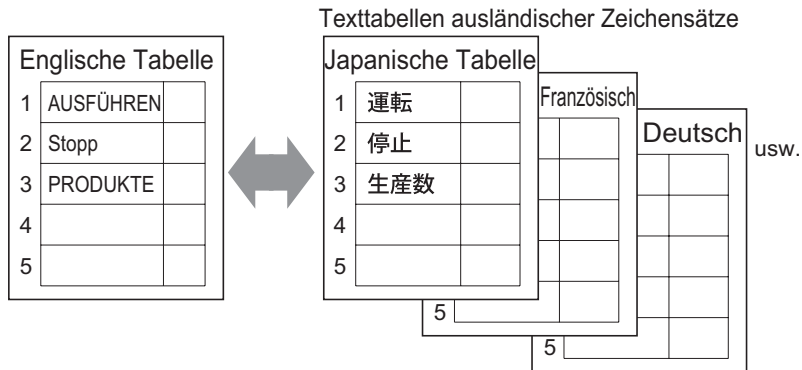 Texttabellen ausländischer Zeichensätze
Englische Tabelle
1 AUSFÜHREN
2 Stopp
3 PRODUKTE
4
5
Japanische Tabelle
1 運転
2 停止
3 生産数
4
5
Französisch
5
Deutsch
5
usw.